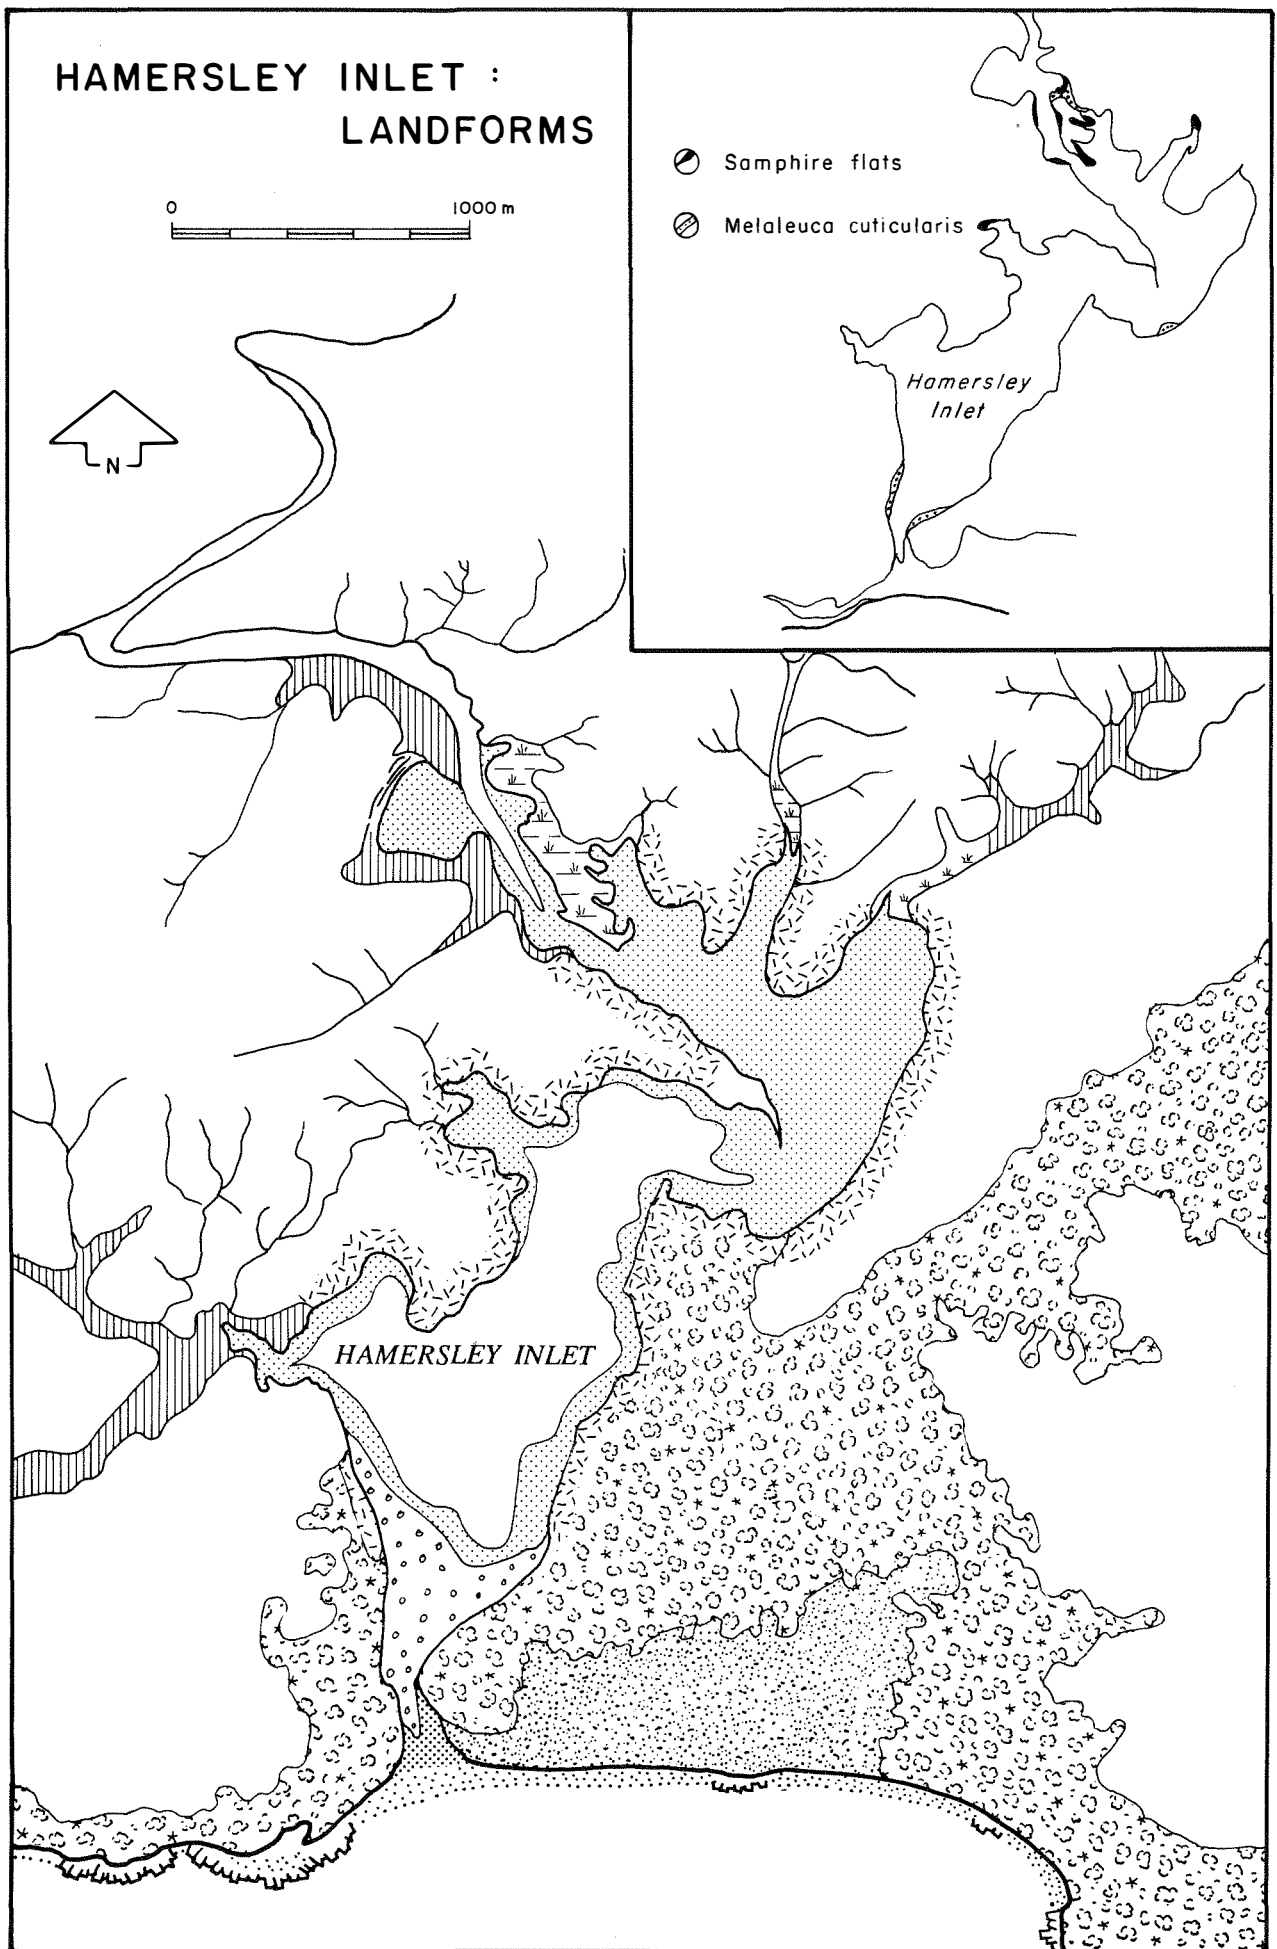 HAMERSLEY INLET :
LANDFORMS
0 1000 m
N
Samphire flats
Melaleuca cuticularis
Hamersley
Inlet
HAMERSLEY INLET